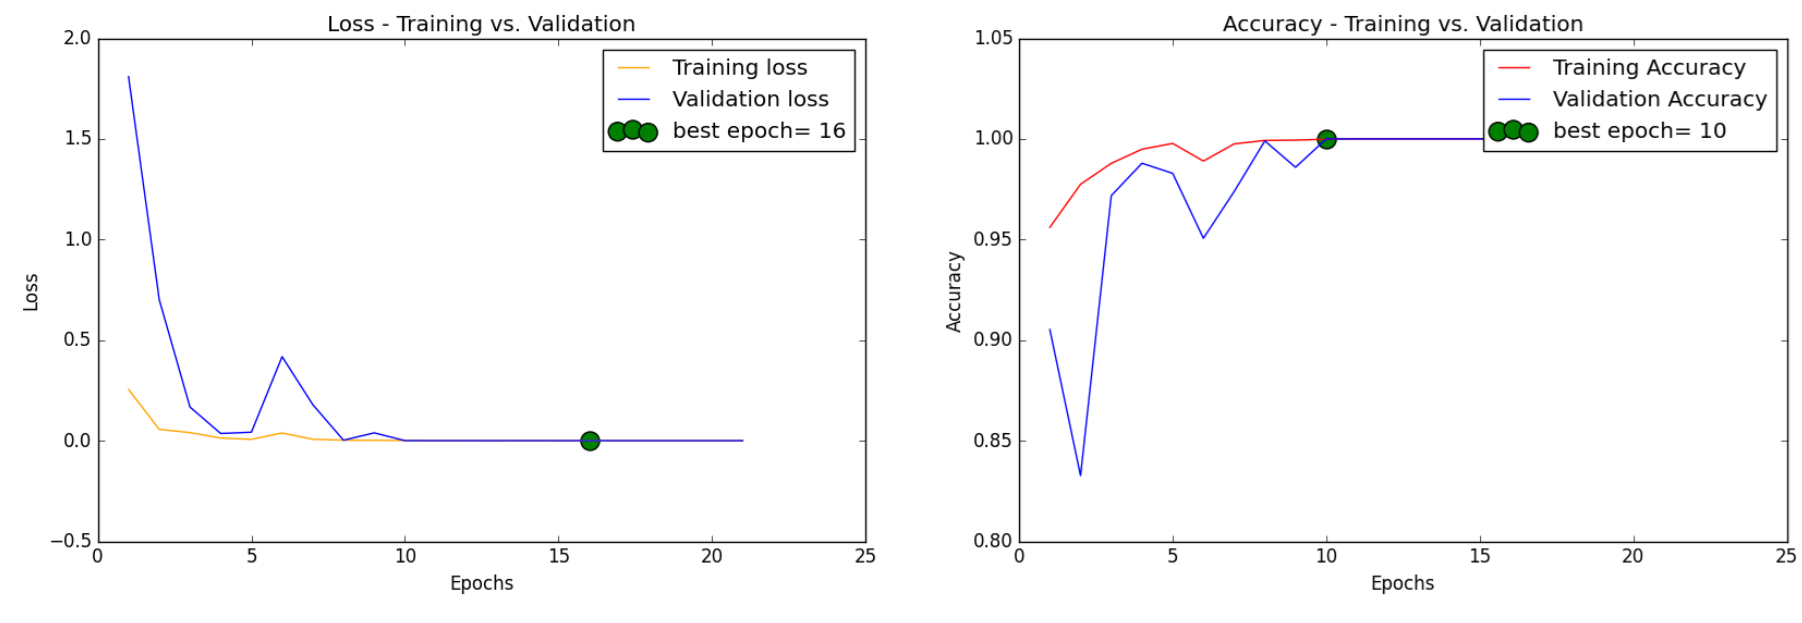 Loss - Training vs. Validation
2.0
1.5
1.0
0.5
0.0
−0.5
0
5
10
15
20
25
Loss
Epochs
Training loss
Validation loss
best epoch= 16
Accuracy - Training vs. Validation
1.05
1.00
0.95
0.90
0.85
0.80
0
5
10
15
20
25
Accuracy
Epochs
Training Accuracy
Validation Accuracy
best epoch= 10